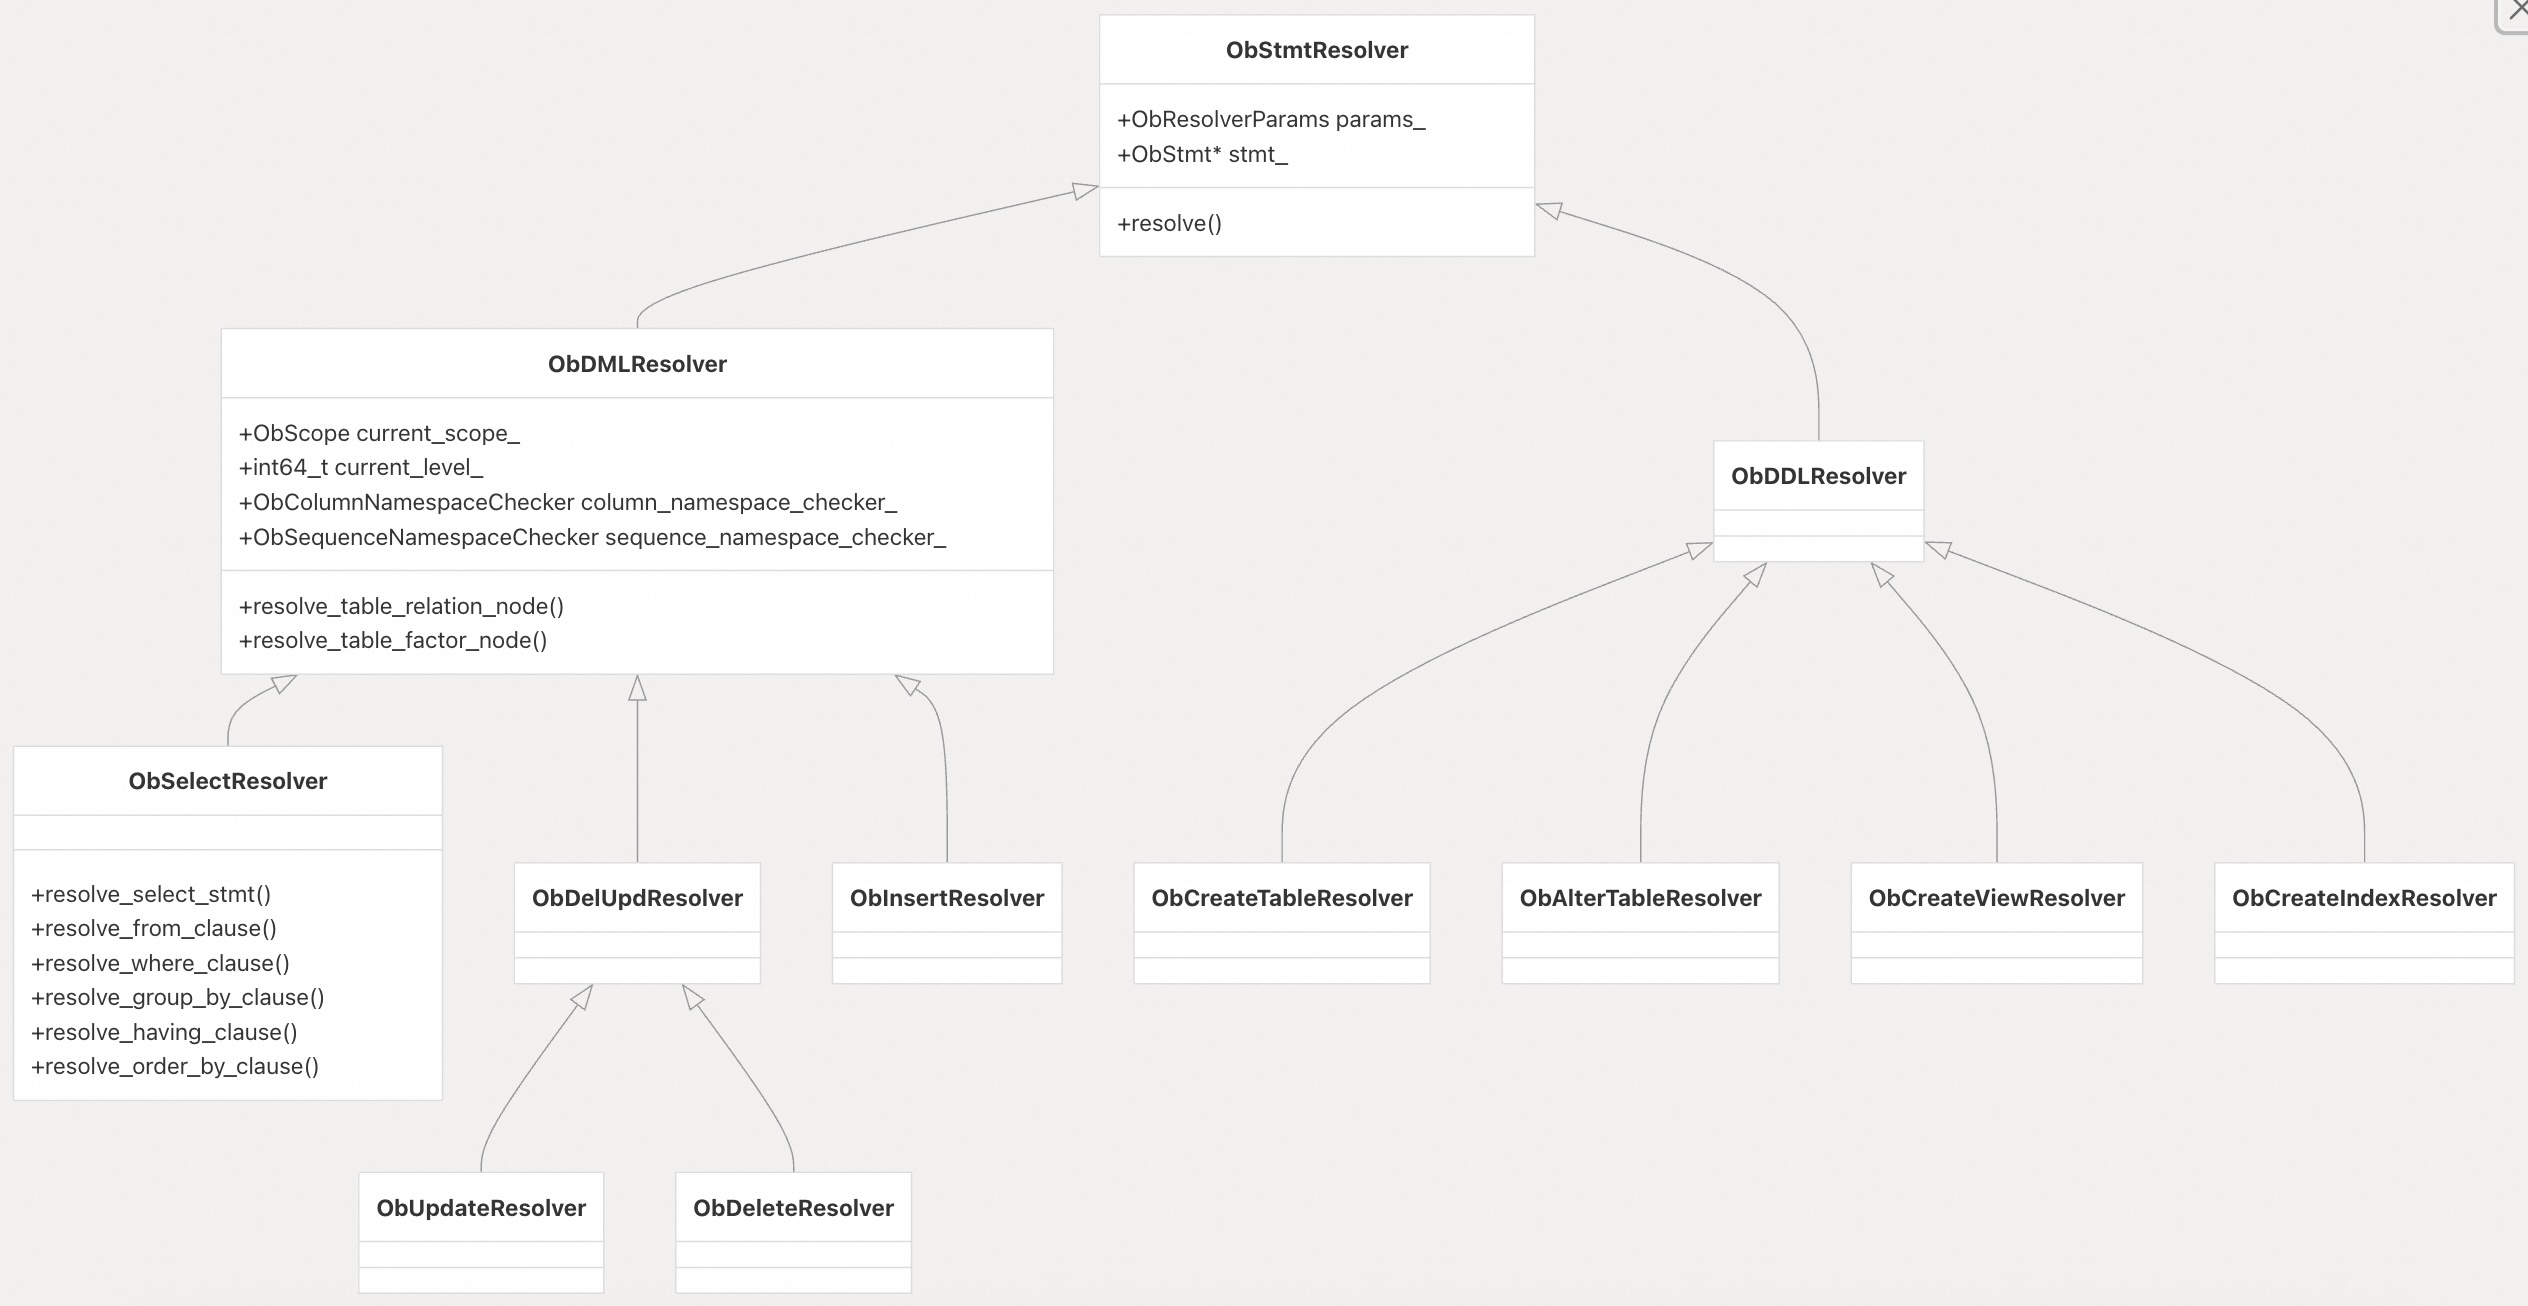 ObStmtResolver
+ObResolverParams params_
+ObStmt* stmt_
+resolve()
ObDMLResolver
+ObScope current_scope_
+int64_t current_level_
+ObColumnNamespaceChecker column_namespace_checker_
+ObSequenceNamespaceChecker sequence_namespace_checker_
+resolve_table_relation_node()
+resolve_table_factor_node()
ObDDLResolver
ObSelectResolver
+resolve_select_stmt()
+resolve_from_clause()
+resolve_where_clause()
+resolve_group_by_clause()
+resolve_having_clause()
+resolve_order_by_clause()
ObDelUpdResolver
ObInsertResolver
ObCreateTableResolver
ObAlterTableResolver
ObCreateViewResolver
ObCreateIndexResolver
ObUpdateResolver
ObDeleteResolver